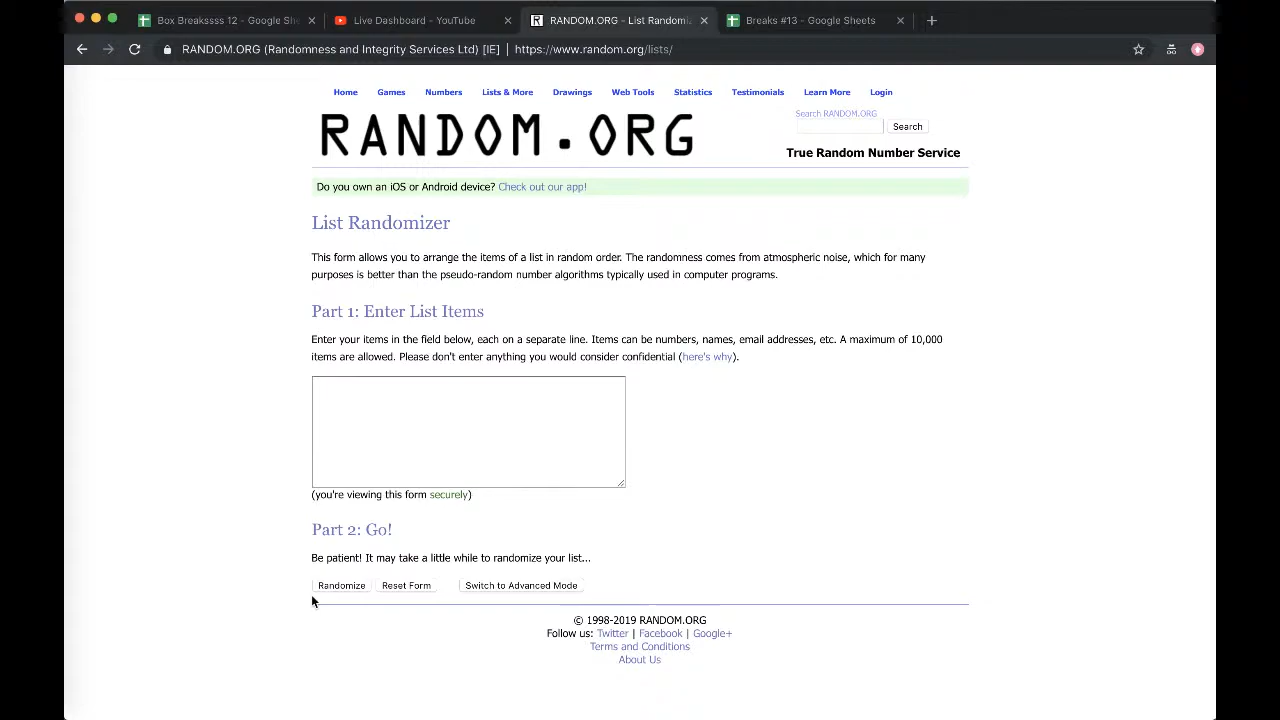 Box Breakssss 12 - Google She
Live Dashboard - YouTube
RANDOM.ORG - List Randomiz
Breaks #13 - Google Sheets
RANDOM.ORG (Randomness and Integrity Services Ltd) [IE] | https://www.random.org/lists/
Home Games Numbers Lists & More Drawings Web Tools Statistics Testimonials Learn More Login
Search RANDOM.ORG
RANDOM.ORG
Search
True Random Number Service
Do you own an iOS or Android device? Check out our app!
List Randomizer
This form allows you to arrange the items of a list in random order. The randomness comes from atmospheric noise, which for many
purposes is better than the pseudo-random number algorithms typically used in computer programs.
Part 1: Enter List Items
Enter your items in the field below, each on a separate line. Items can be numbers, names, email addresses, etc. A maximum of 10,000
items are allowed. Please don't enter anything you would consider confidential (here's why).
(you're viewing this form securely)
Part 2: Go!
Be patient! It may take a little while to randomize your list...
Randomize Reset Form Switch to Advanced Mode
© 1998-2019 RANDOM.ORG
Follow us: Twitter | Facebook | Google+
Terms and Conditions
About Us